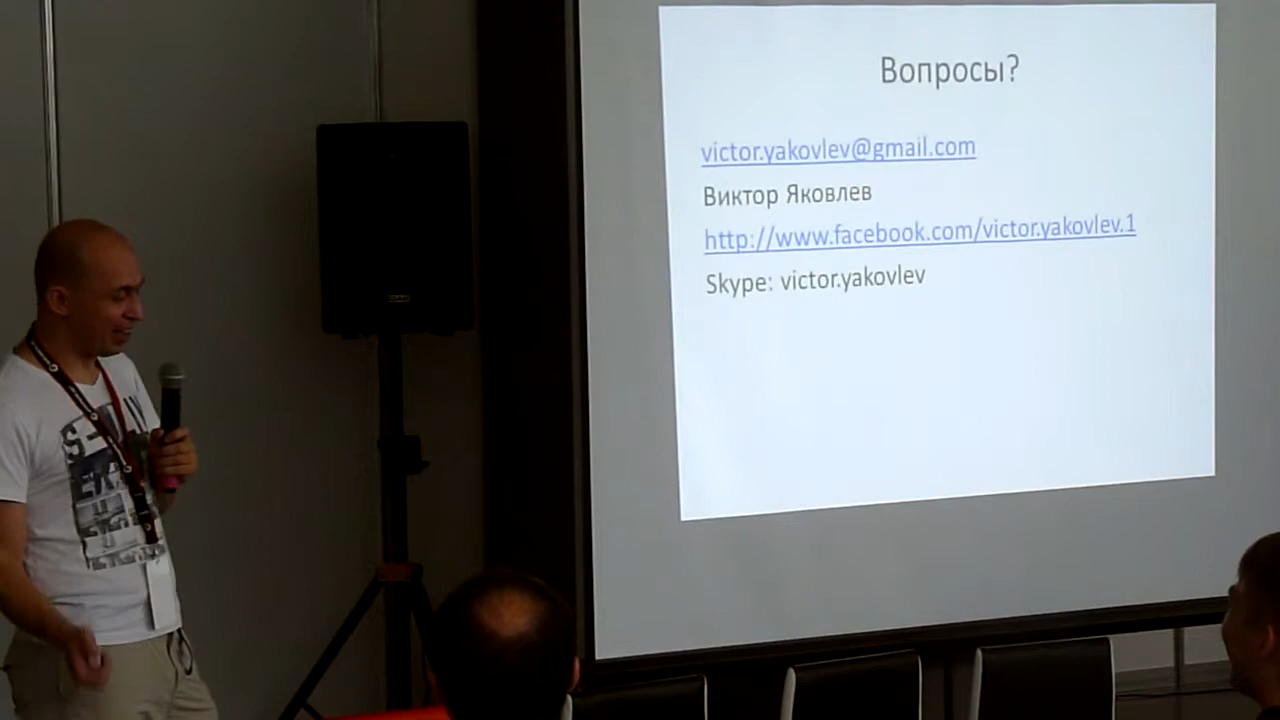 Вопросы?
victor.yakovlev@gmail.com
Виктор Яковлев
http://www.facebook.com/victor.yakovlev.1
Skype: victor.yakovlev